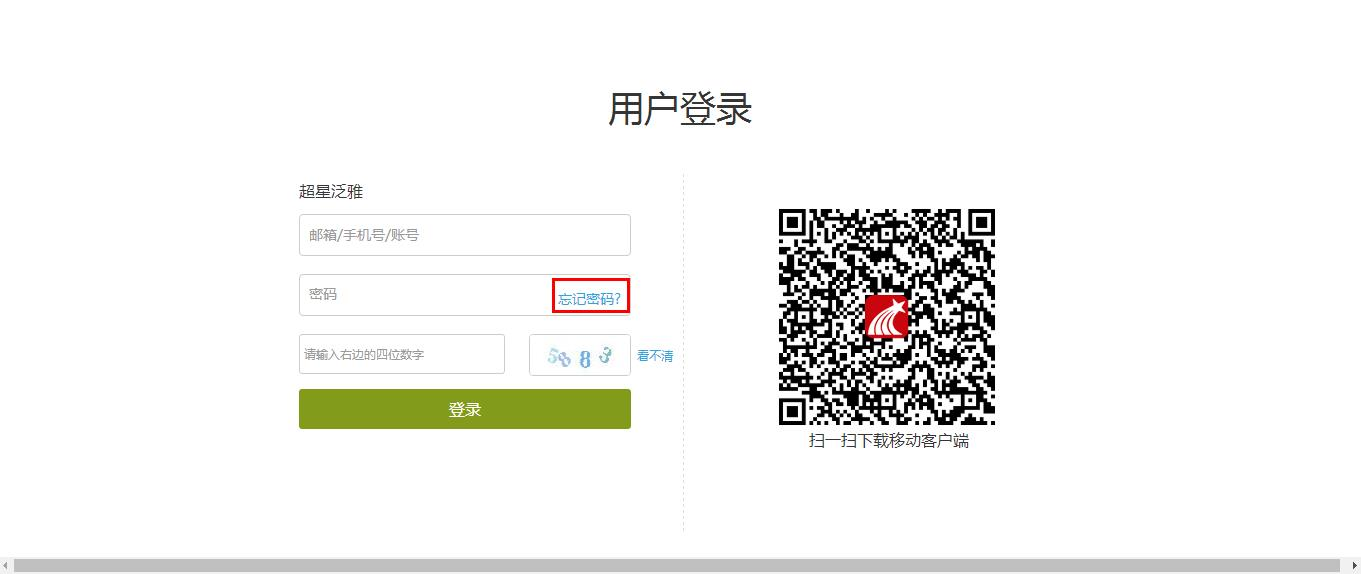 用户登录
超星泛雅
邮箱/手机号/账号
密码
忘记密码?
请输入右边的四位数字
5883
看不清
登录
扫一扫下载移动客户端